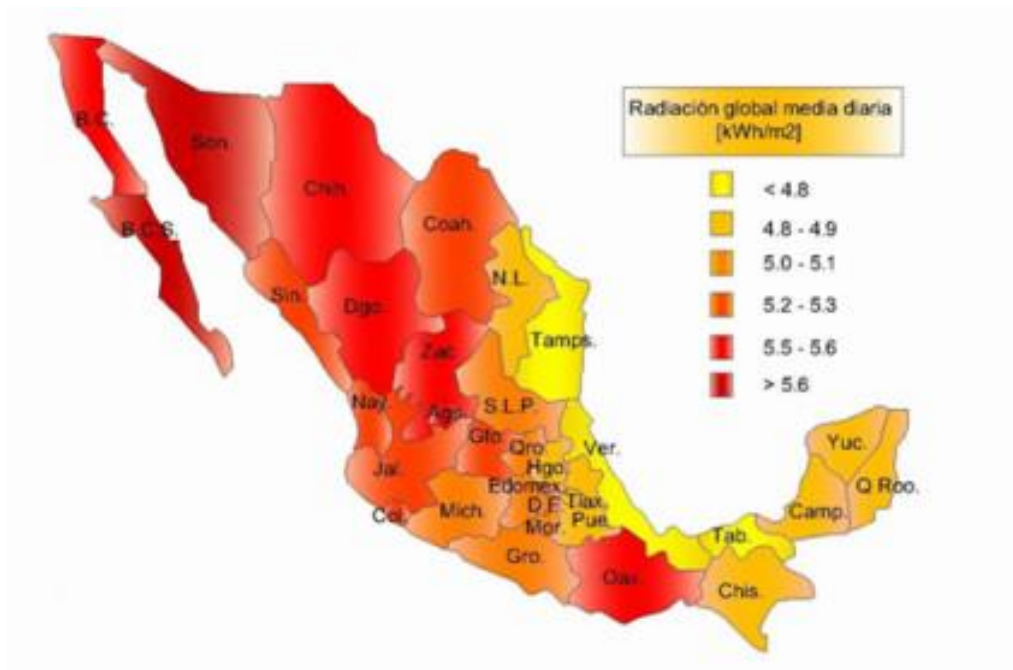 Radiación global media diaria
[kWh/m2]
< 4.8
4.8 - 4.9
5.0 - 5.1
5.2 - 5.3
5.5 - 5.6
> 5.6
B.C.
Son.
Chih.
B.C.S.
Coah.
N.L.
Sin.
Dgo.
Tamps.
Zac.
Nay.
Ags.
S.L.P.
Gto.
Qro.
Ver.
Yuc.
Jal.
Hgo.
Edomex.
Q Roo.
Col.
Mich.
D.F.
Tlax.
Camp.
Mor.
Pue.
Tab.
Gro.
Oax.
Chis.